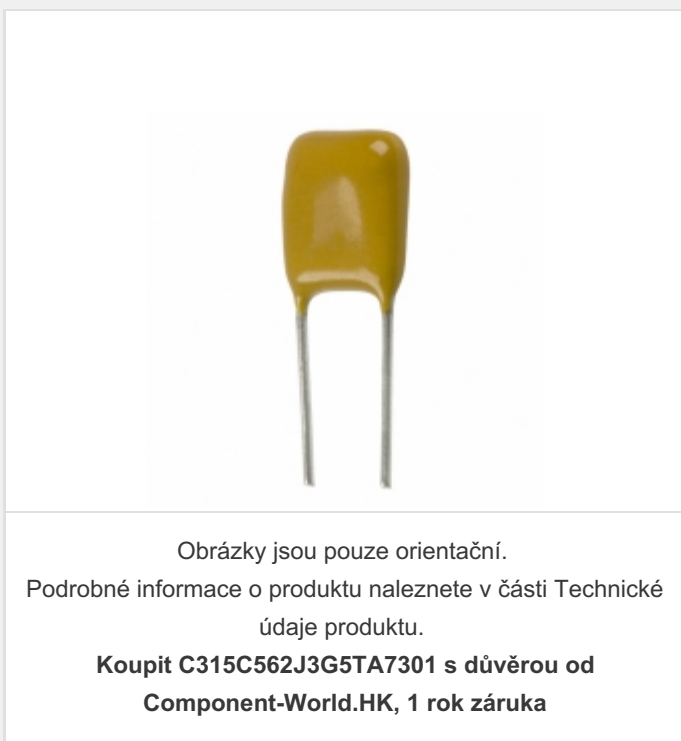 Obrázky jsou pouze orientační.
Podrobné informace o produktu naleznete v části Technické
údaje produktu.
Koupit C315C562J3G5TA7301 s důvěrou od
Component-World.HK, 1 rok záruka